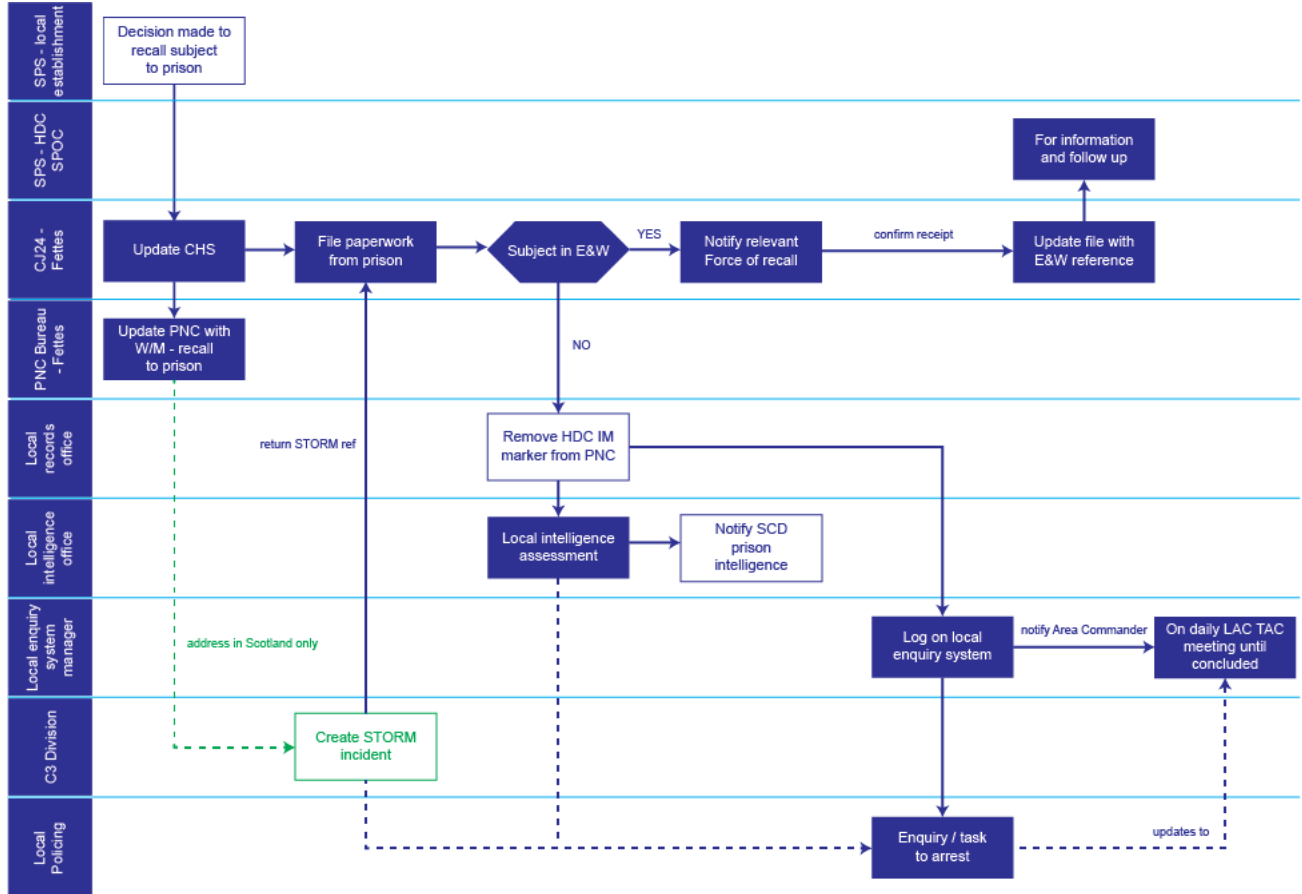 SPS - local
establishment
Decision made to
recall subject
to prison
SPS - HDC
SPOC
For information
and follow up
CJ24 -
Fettes
Update CHS
File paperwork
from prison
Subject in E&W
YES
Notify relevant
Force of recall
confirm receipt
Update file with
E&W reference
PNC Bureau
- Fettes
Update PNC with
W/M - recall
to prison
NO
Local
records
office
return STORM ref
Remove HDC IM
marker from PNC
Local
intelligence
office
Local intelligence
assessment
Notify SCD
prison
intelligence
Local enquiry
system
manager
address in Scotland only
Log on local
enquiry system
notify Area Commander
On daily LAC TAC
meeting until
concluded
C3 Division
Create STORM
incident
Local
Policing
Enquiry / task
to arrest
updates to